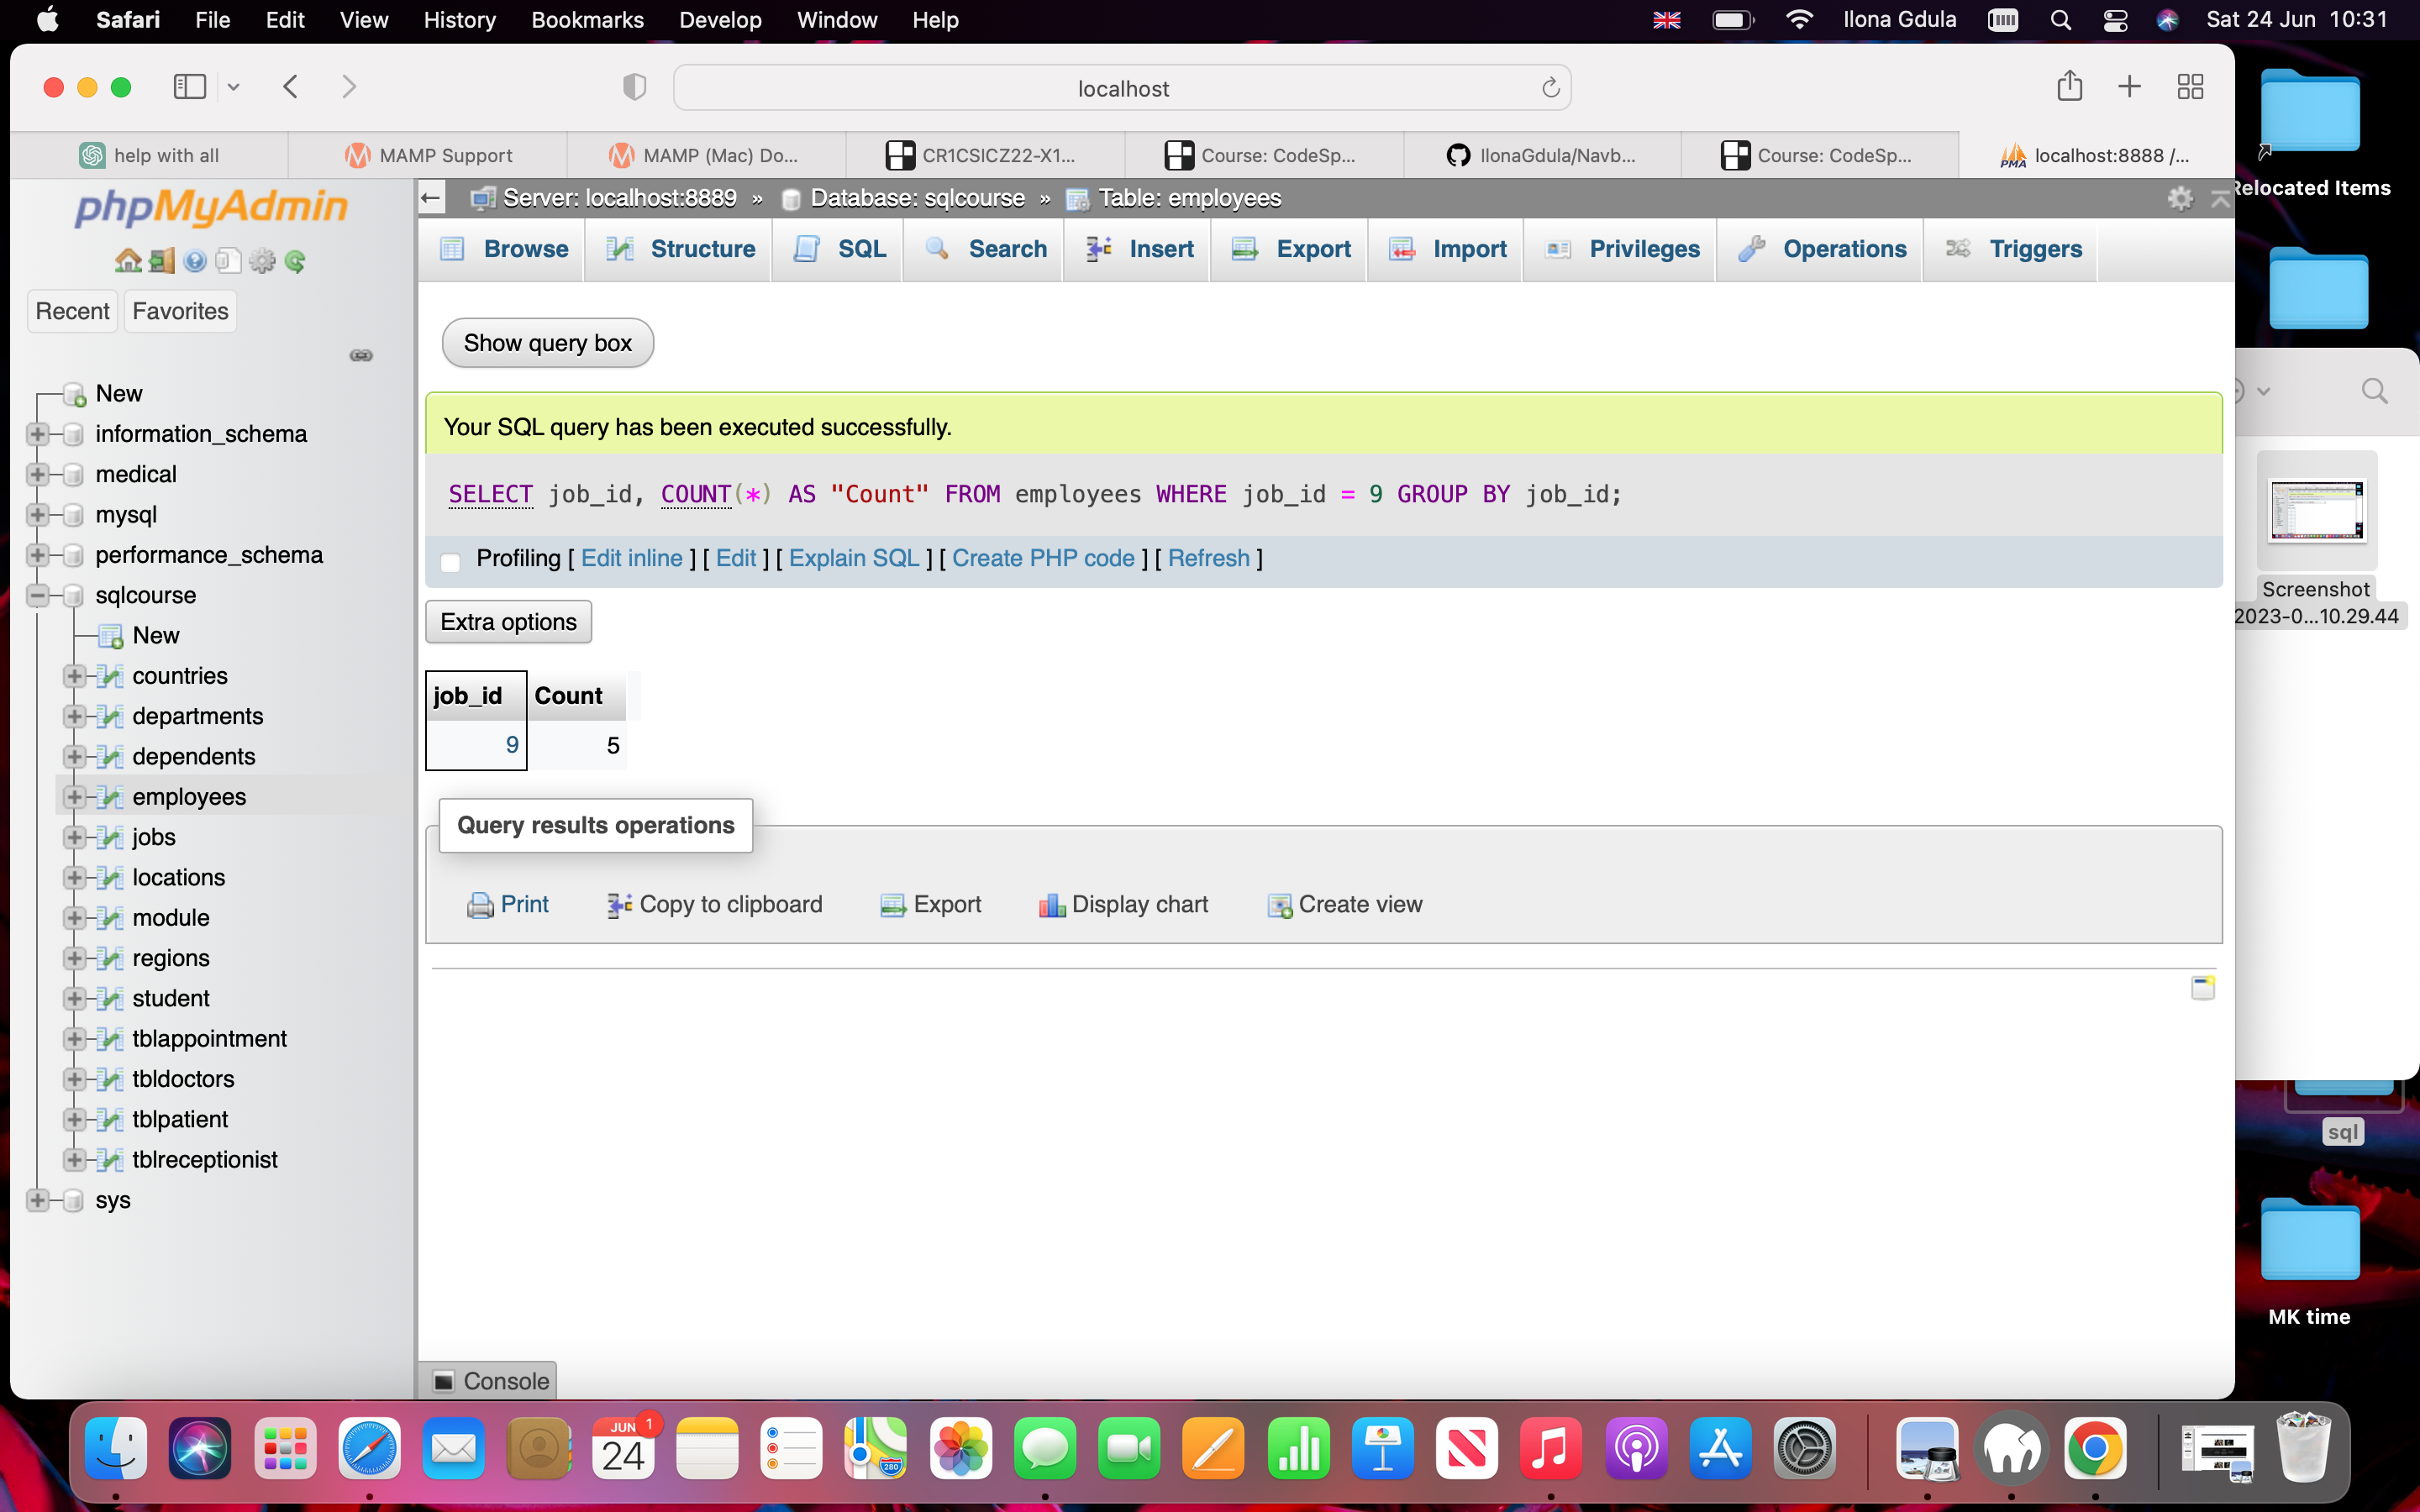 Safari File Edit View History Bookmarks Develop Window Help Ilona Gdula Sat 24 Jun 10:31
localhost
help with all MAMP Support MAMP (Mac) Do... CR1CSICZ22-X1... Course: CodeSp... IlonaGdula/Navb... Course: CodeSp... PMA localhost:8888 /...
phpMyAdmin
Recent Favorites
New
information_schema
medical
mysql
performance_schema
sqlcourse
New
countries
departments
dependents
employees
jobs
locations
module
regions
student
tblappointment
tbldoctors
tblpatient
tblreceptionist
sys
Server: localhost:8889 » Database: sqlcourse » Table: employees
Browse Structure SQL Search Insert Export Import Privileges Operations Triggers
Show query box
Your SQL query has been executed successfully.
SELECT job_id, COUNT(*) AS "Count" FROM employees WHERE job_id = 9 GROUP BY job_id;
Profiling [ Edit inline ] [ Edit ] [ Explain SQL ] [ Create PHP code ] [ Refresh ]
Extra options
job_id Count
9 5
Query results operations
Print Copy to clipboard Export Display chart Create view
Console
Relocated Items
Screenshot
2023-0...10.29.44
sql
MK time
JUN 1
24
280